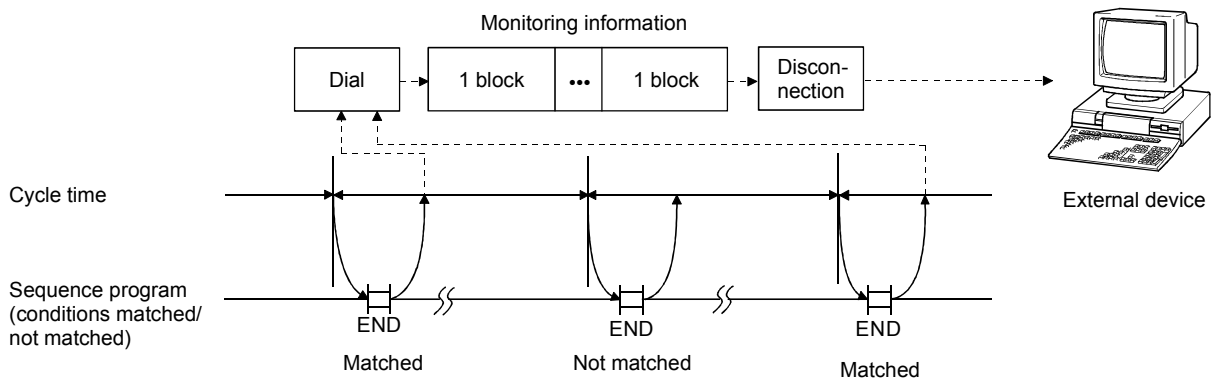 Monitoring information
Dial
1 block
•••
1 block
Discon-
nection
External device
Cycle time
Sequence program
(conditions matched/
not matched)
END
END
END
Matched
Not matched
Matched